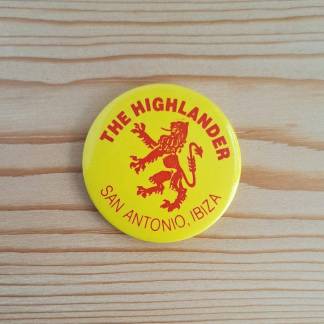 THE HIGHLANDER
SAN ANTONIO, IBIZA